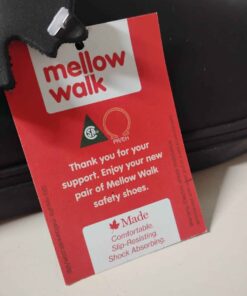 mellow
walk
Thank you for your
support. Enjoy your new
pair of Mellow Walk
safety shoes.
Made
Comfortable.
Slip-Resisting.
Shock Absorbing.